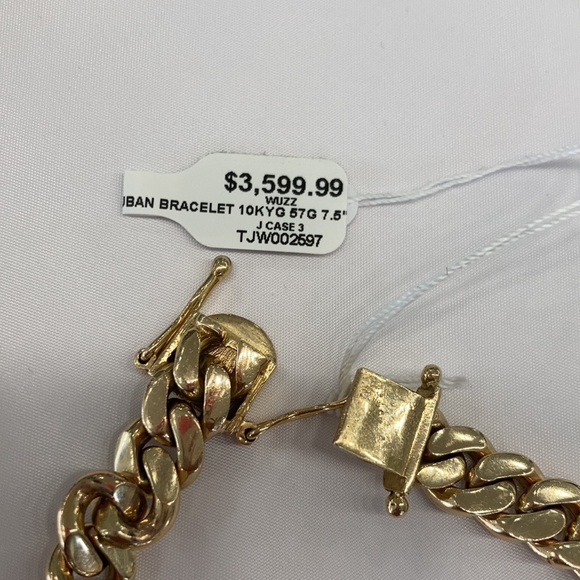 $3,599.99
WUZZ
UBAN BRACELET 10KYG 57G 7.5"
J CASE 3
TJW002597